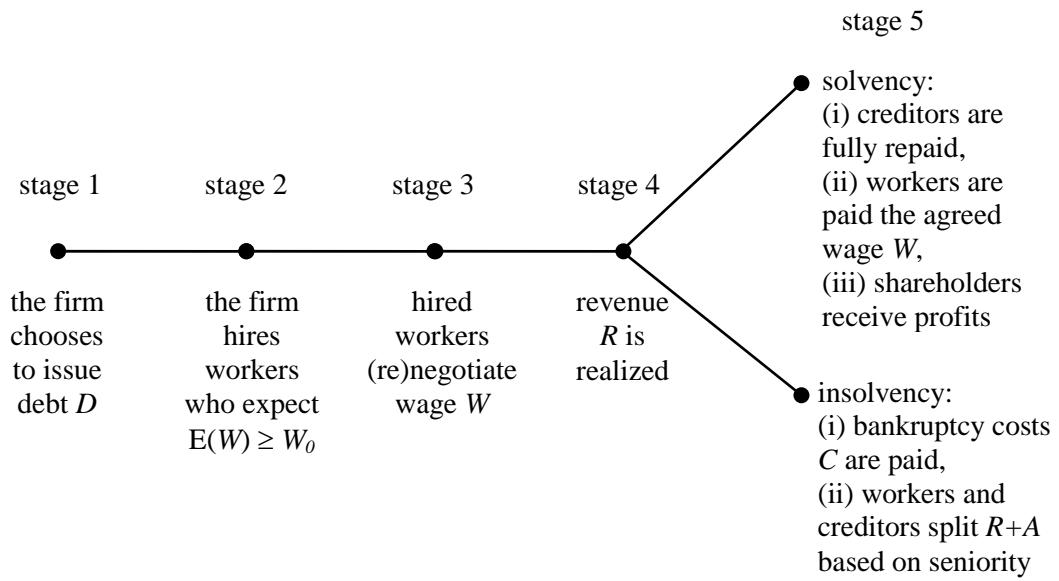 stage 5
solvency:
(i) creditors are
fully repaid,
(ii) workers are
paid the agreed
wage W,
(iii) shareholders
receive profits
stage 1
stage 2
stage 3
stage 4
the firm
chooses
to issue
debt D
the firm
hires
workers
who expect
E(W) ≥ W0
hired
workers
(re)negotiate
wage W
revenue
R is
realized
insolvency:
(i) bankruptcy costs
C are paid,
(ii) workers and
creditors split R+A
based on seniority